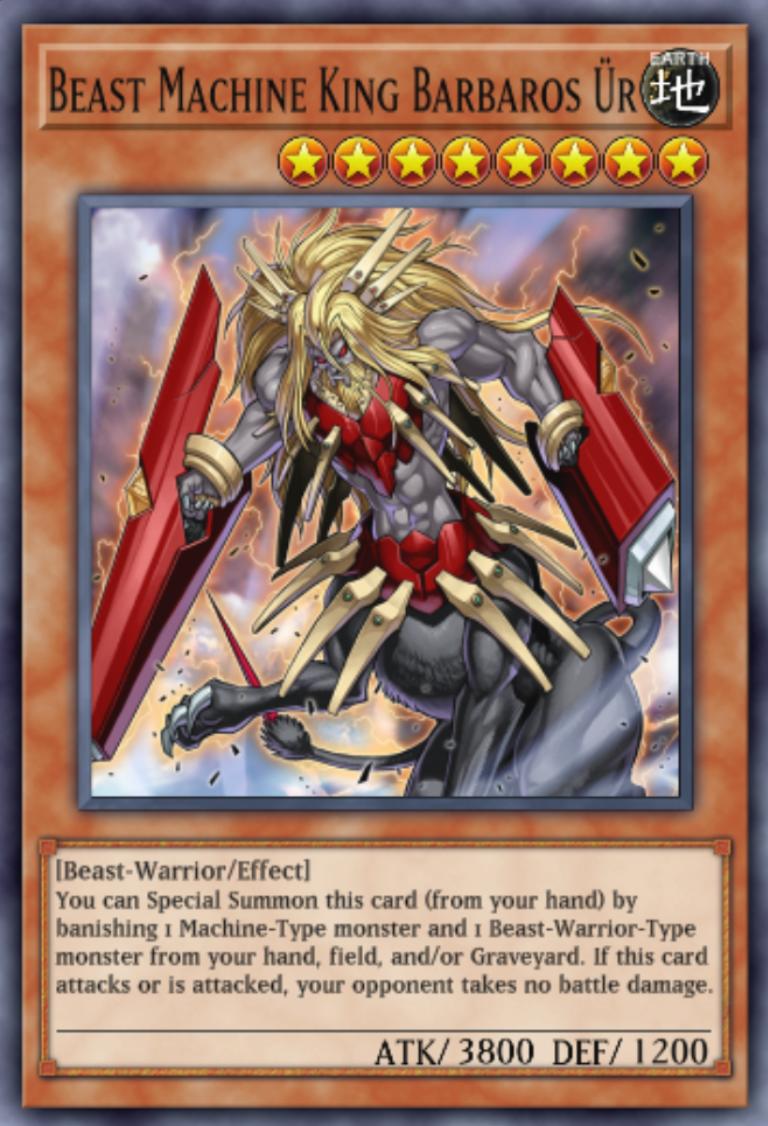 Beast Machine King Barbaros Ür
EARTH
地
[Beast-Warrior/Effect]
You can Special Summon this card (from your hand) by
banishing 1 Machine-Type monster and 1 Beast-Warrior-Type
monster from your hand, field, and/or Graveyard. If this card
attacks or is attacked, your opponent takes no battle damage.
ATK/ 3800 DEF/ 1200